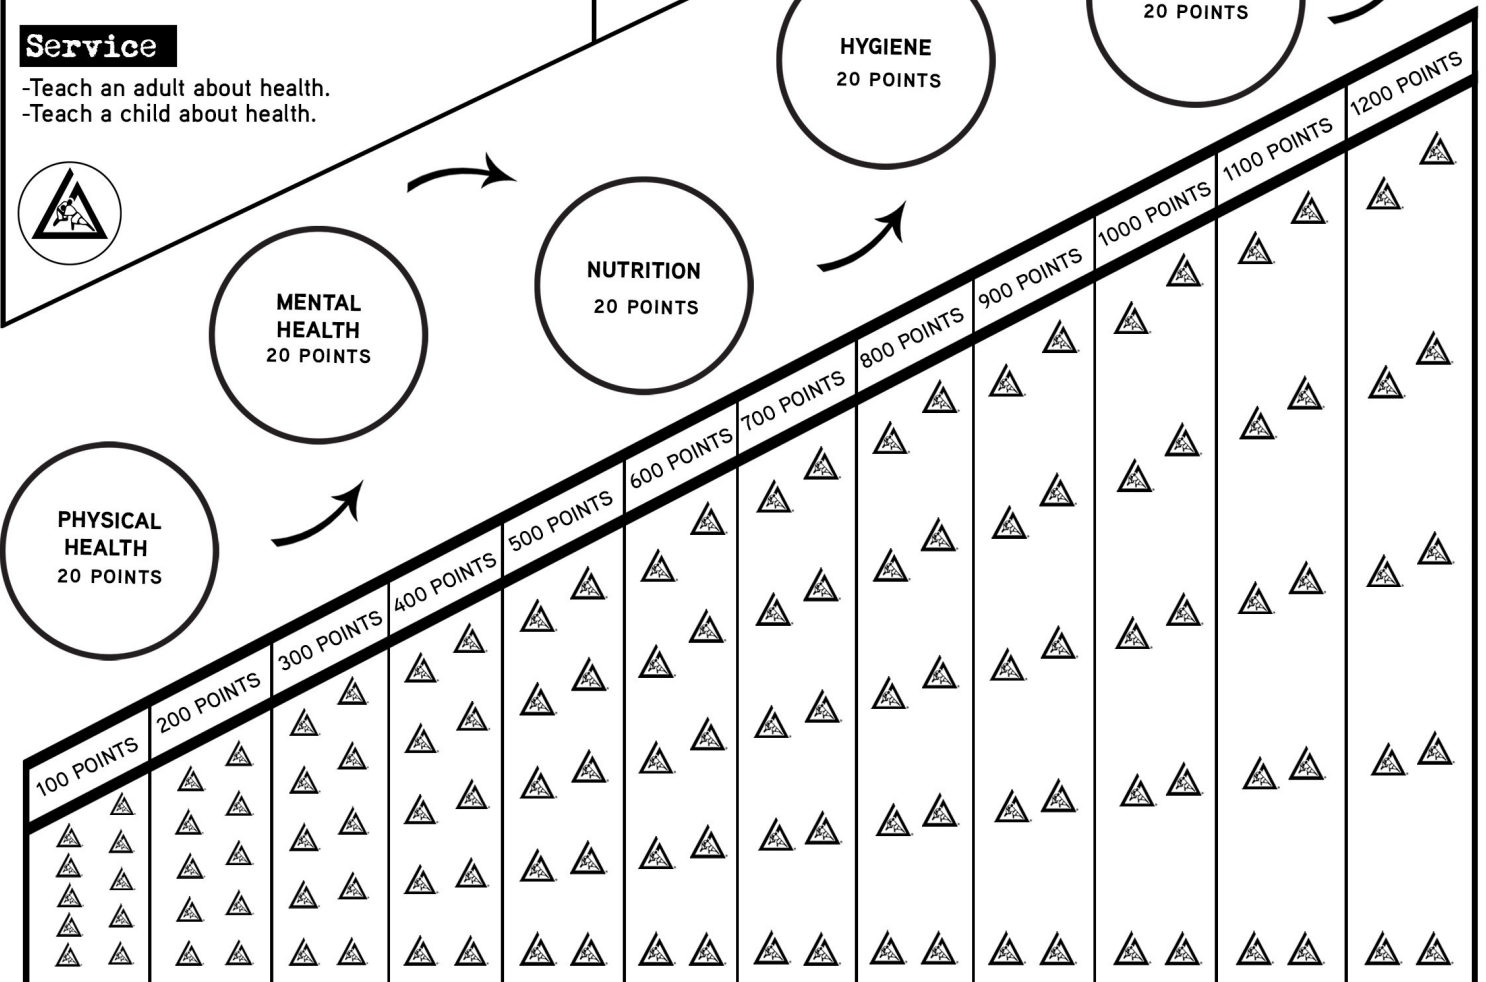 Service
-Teach an adult about health.
-Teach a child about health.
20 POINTS
HYGIENE
20 POINTS
NUTRITION
20 POINTS
MENTAL
HEALTH
20 POINTS
PHYSICAL
HEALTH
20 POINTS
100 POINTS
200 POINTS
300 POINTS
400 POINTS
500 POINTS
600 POINTS
700 POINTS
800 POINTS
900 POINTS
1000 POINTS
1100 POINTS
1200 POINTS